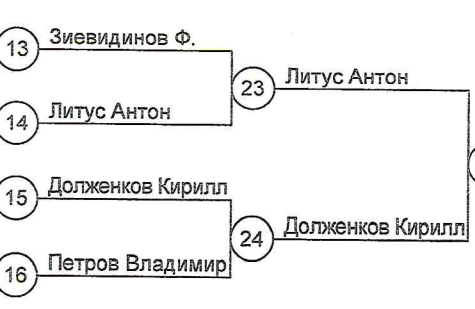 13 Зиевидинов Ф.
23 Литус Антон
14 Литус Антон
15 Долженков Кирилл
24 Долженков Кирилл
16 Петров Владимир